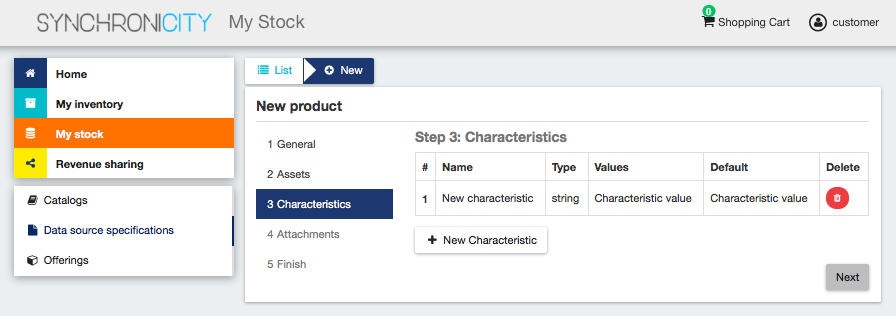 SYNCHRONICITY My Stock 0 Shopping Cart customer
Home
My inventory
My stock
Revenue sharing
Catalogs
Data source specifications
Offerings
List New
New product
1 General
2 Assets
3 Characteristics
4 Attachments
5 Finish
Step 3: Characteristics
# Name Type Values Default Delete
1 New characteristic string Characteristic value Characteristic value
New Characteristic
Next